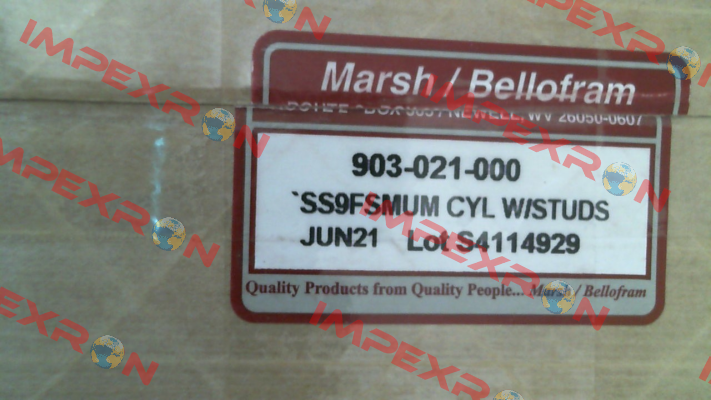 Marsh / Bellofram
NEWELL, WV 26050-0607
903-021-000
`SS9FSMUM CYL W/STUDS
JUN21 Lot S4114929
Quality Products from Quality People... Marsh / Bellofram
IMPEXRON
IMPEXRON
IMPEXRON
IMPEXRON
IMPEXRON
IMPEXRON
IMPEXRON